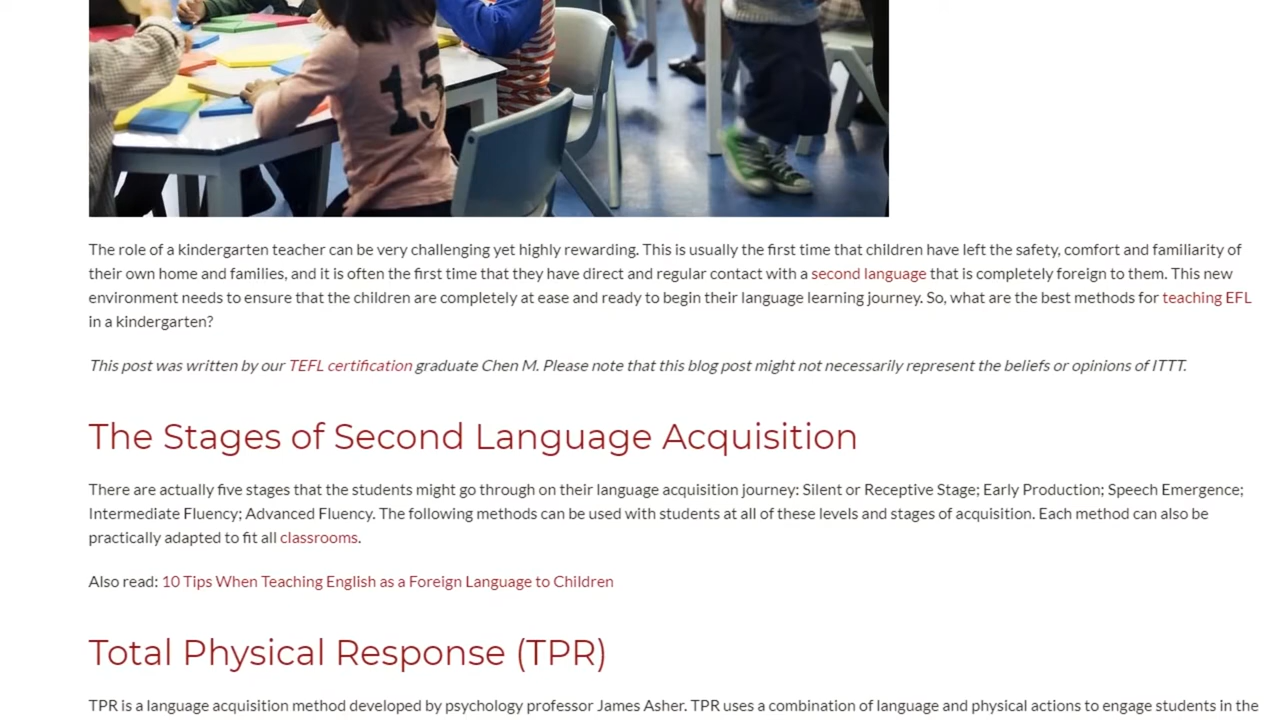 15
The role of a kindergarten teacher can be very challenging yet highly rewarding. This is usually the first time that children have left the safety, comfort and familiarity of
their own home and families, and it is often the first time that they have direct and regular contact with a second language that is completely foreign to them. This new
environment needs to ensure that the children are completely at ease and ready to begin their language learning journey. So, what are the best methods for teaching EFL
in a kindergarten?
This post was written by our TEFL certification graduate Chen M. Please note that this blog post might not necessarily represent the beliefs or opinions of ITTT.
The Stages of Second Language Acquisition
There are actually five stages that the students might go through on their language acquisition journey: Silent or Receptive Stage; Early Production; Speech Emergence;
Intermediate Fluency; Advanced Fluency. The following methods can be used with students at all of these levels and stages of acquisition. Each method can also be
practically adapted to fit all classrooms.
Also read: 10 Tips When Teaching English as a Foreign Language to Children
Total Physical Response (TPR)
TPR is a language acquisition method developed by psychology professor James Asher. TPR uses a combination of language and physical actions to engage students in the